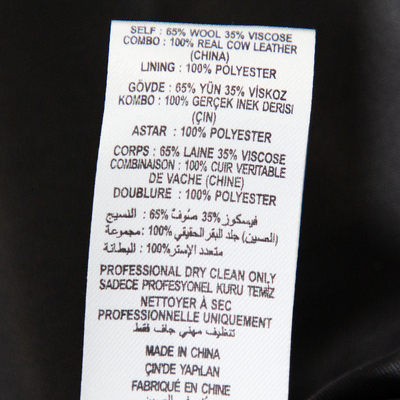 SELF : 65% WOOL 35% VISCOSE
COMBO : 100% REAL COW LEATHER
(CHINA)
LINING : 100% POLYESTER
GÖVDE : 65% YÜN 35% VİSKOZ
KOMBO : 100% GERÇEK İNEK DERİSİ
(ÇIN)
ASTAR : 100% POLYESTER
CORPS : 65% LAINE 35% VISCOSE
COMBINAISON : 100% CUIR VERITABLE
DE VACHE (CHINE)
DOUBLURE : 100% POLYESTER
فيسكوز %35 صنوف %65 : النسيج
(الصين) جلد البقر الحقيقي %100 : مجموعة
متعدد الإستر %100 : البطانة
PROFESSIONAL DRY CLEAN ONLY
SADECE PROFESYONEL KURU TEMİZ
NETTOYER À SEC
PROFESSIONNELLE UNIQUEMENT
تنظيف مهني جاف فقط
MADE IN CHINA
ÇIN'DE YAPILAN
FABRIQUÉ EN CHINE